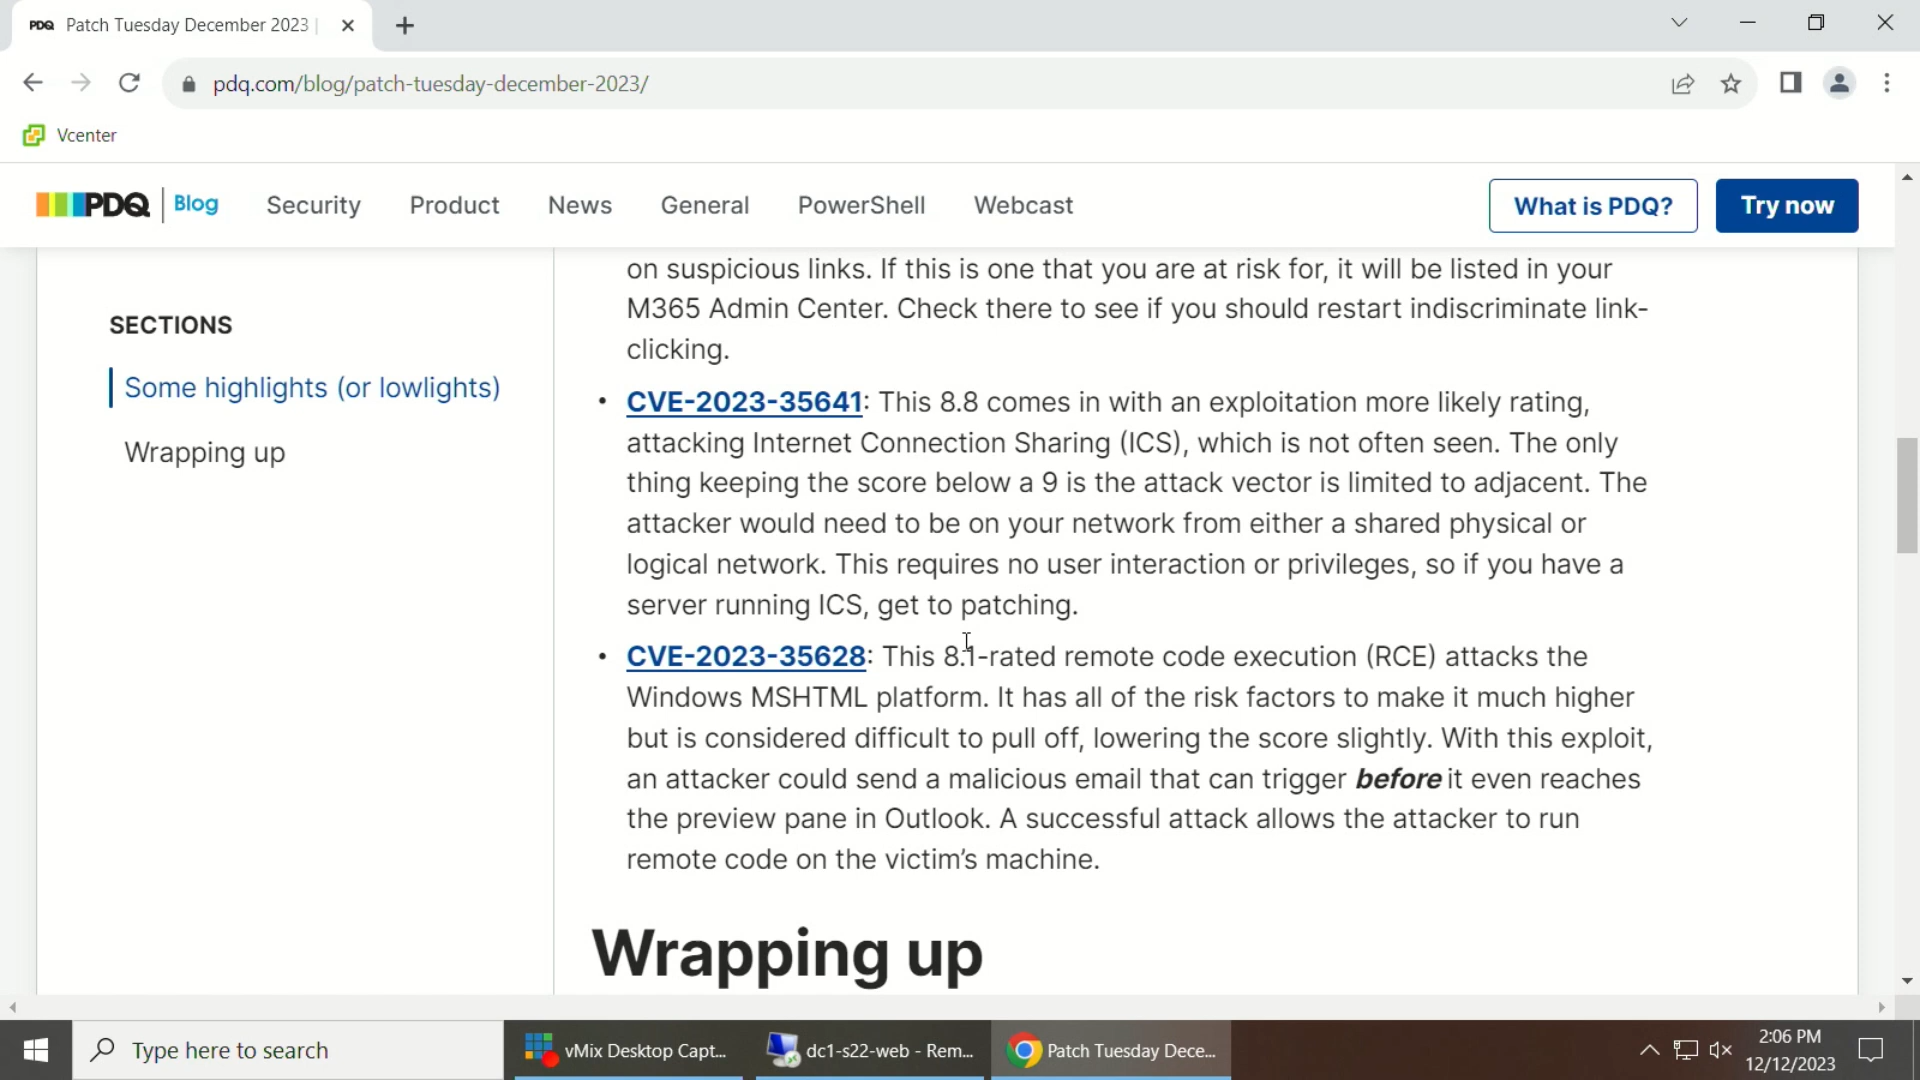 PDQ Patch Tuesday December 2023
pdq.com/blog/patch-tuesday-december-2023/
Vcenter
PDQ Blog Security Product News General PowerShell Webcast What is PDQ? Try now
SECTIONS
Some highlights (or lowlights)
Wrapping up
on suspicious links. If this is one that you are at risk for, it will be listed in your
M365 Admin Center. Check there to see if you should restart indiscriminate link-
clicking.
• CVE-2023-35641: This 8.8 comes in with an exploitation more likely rating,
attacking Internet Connection Sharing (ICS), which is not often seen. The only
thing keeping the score below a 9 is the attack vector is limited to adjacent. The
attacker would need to be on your network from either a shared physical or
logical network. This requires no user interaction or privileges, so if you have a
server running ICS, get to patching.
• CVE-2023-35628: This 8.1-rated remote code execution (RCE) attacks the
Windows MSHTML platform. It has all of the risk factors to make it much higher
but is considered difficult to pull off, lowering the score slightly. With this exploit,
an attacker could send a malicious email that can trigger before it even reaches
the preview pane in Outlook. A successful attack allows the attacker to run
remote code on the victim's machine.
Wrapping up
Type here to search
vMix Desktop Capt...
dc1-s22-web - Rem...
Patch Tuesday Dece...
2:06 PM
12/12/2023